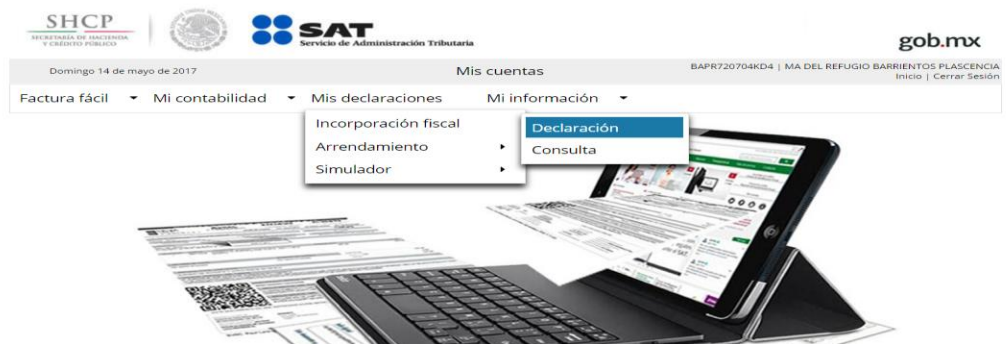 SHCP
SECRETARÍA DE HACIENDA
Y CRÉDITO PÚBLICO
SAT
Servicio de Administración Tributaria
gob.mx
Domingo 14 de mayo de 2017
Mis cuentas
BAPR720704KD4 | MA DEL REFUGIO BARRIENTOS PLASCENCIA
Inicio | Cerrar Sesión
Factura fácil Mi contabilidad Mis declaraciones Mi información
Incorporación fiscal
Arrendamiento
Simulador
Declaración
Consulta